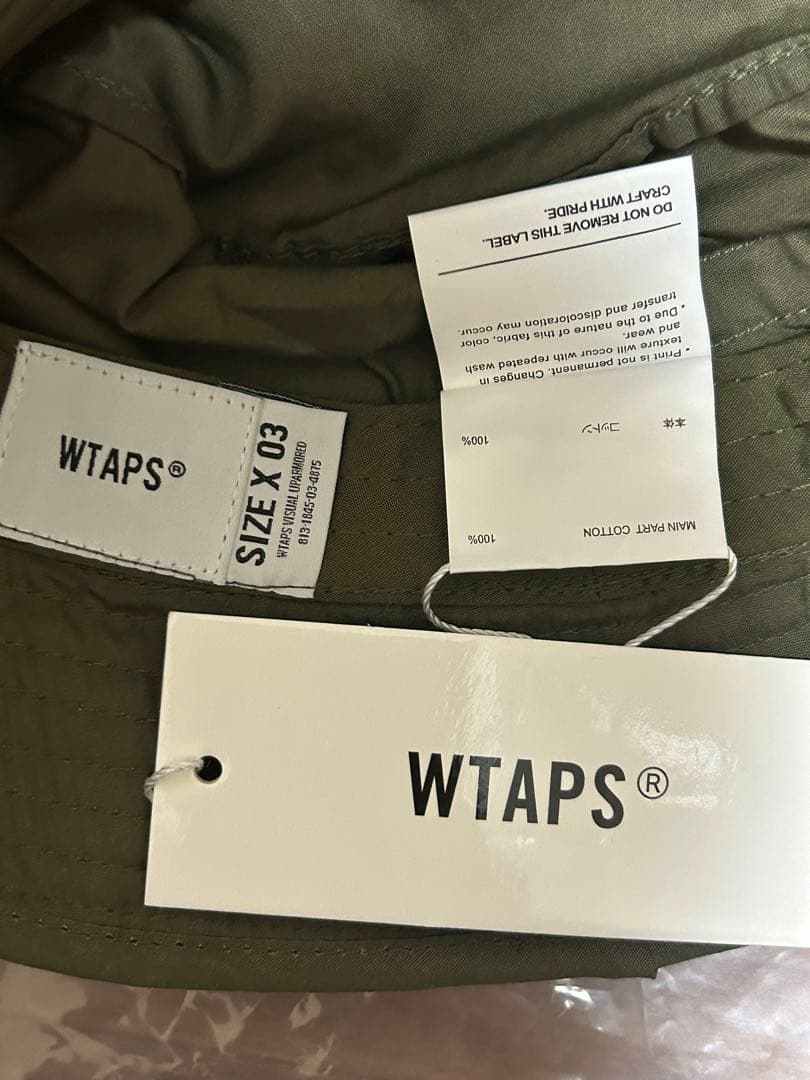 WTAPS®
SIZE X 03
WTAPS VISUAL UPARMORED
813-1845-03-4875
MAIN PART COTTON 100%
本体 コットン 100%
• Print is not permanent. Changes in
texture will occur with repeated wash
and wear.
• Due to the nature of this fabric, color
transfer and discoloration may occur.
DO NOT REMOVE THIS LABEL.
CRAFT WITH PRIDE.
WTAPS®